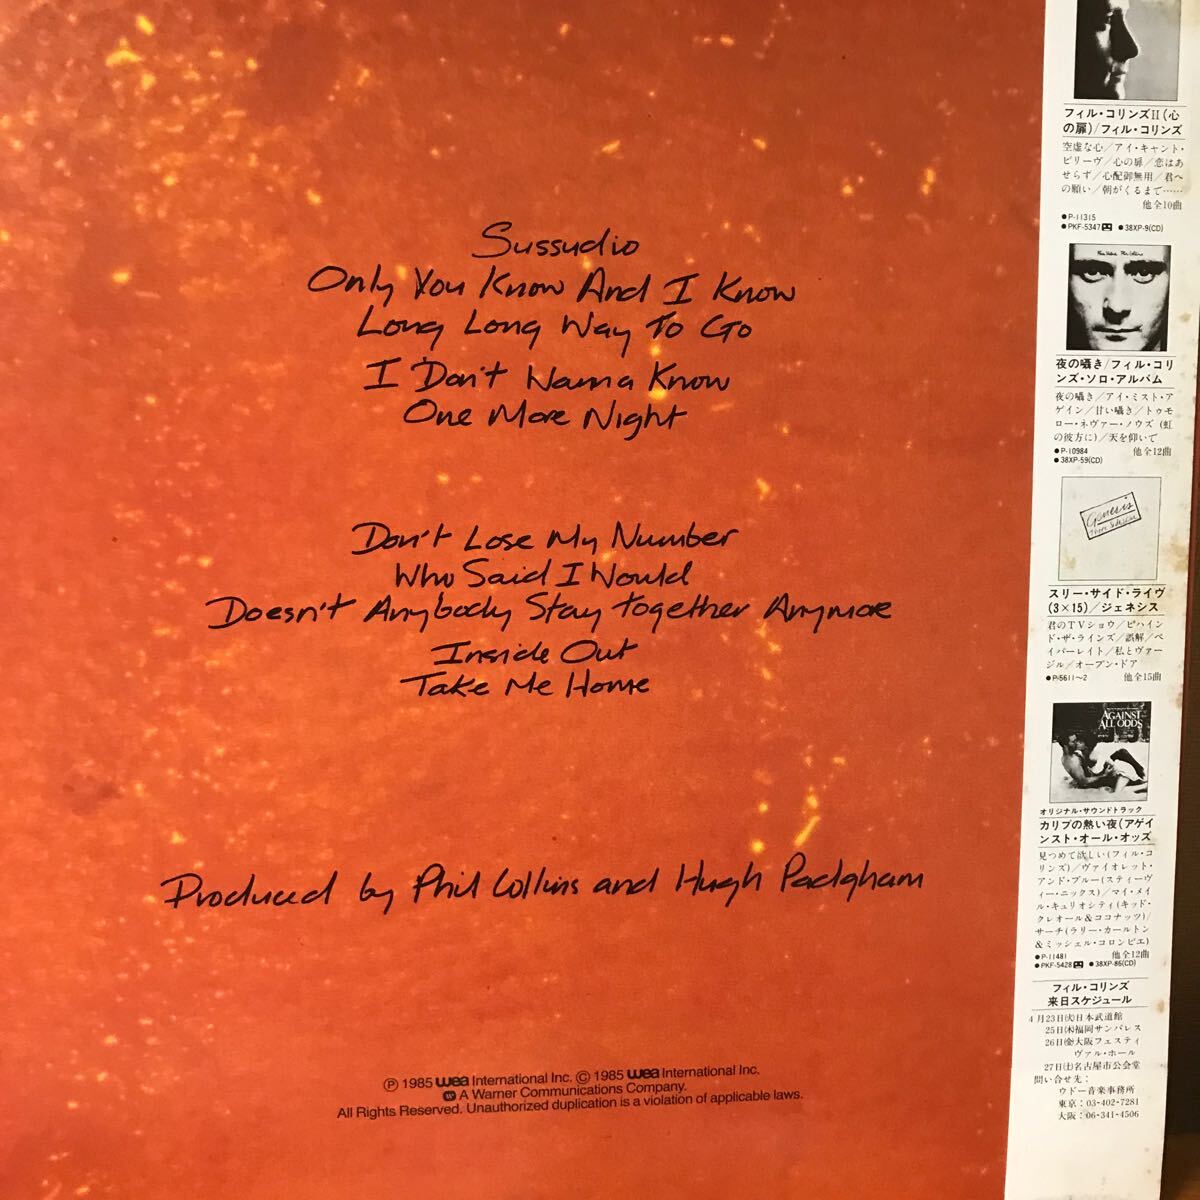 Sussudio
Only You Know And I Know
Long Long Way To Go
I Don't Wanna Know
One More Night
Don't Lose My Number
Who Said I Would
Doesn't Anybody Stay Together Anymore
Inside Out
Take Me Home
Produced by Phil Collins and Hugh Padgham
Ⓟ 1985 wea International Inc. © 1985 wea International Inc.
A Warner Communications Company.
All Rights Reserved. Unauthorized duplication is a violation of applicable laws.
フィル・コリンズII(心
の扉)/フィル・コリンズ
空虚な心/アイ・キャント・
ビリーヴ/心の扉/恋はあ
せらず/心配御無用/君へ
の願い/朝がくるまで……
他全10曲
●P-11315
●PKF-5347 ●38XP-9(CD)
夜の囁き/フィル・コリ
ンズ・ソロ・アルバム
夜の囁き/アイ・ミスト・ア
ゲイン/甘い囁き/トゥモ
ロー・ネヴァー・ノウズ(虹
の彼方に)/天を仰いで
●P-10984 他全12曲
●38XP-59(CD)
Genesis
Three Sides Live
スリー・サイド・ライヴ
(3×15)/ジェネシス
君のTVショウ/ビハイン
ド・ザ・ラインズ/誤解/ペ
イパーレイト/私とヴァー
ジル/オープン・ドア
●P-5611〜2 他全15曲
AGAINST
ALL ODDS
オリジナル・サウンドトラック
カリブの熱い夜(アゲイ
ンスト・オール・オッズ
見つめて欲しい(フィル・コ
リンズ)/ヴァイオレット・
アンド・ブルー(スティーヴ
ィー・ニックス)/マイ・メイ
ル・キュリオシティ(キッド・
クレオール&ココナッツ)/
サーチ(ラリー・カールトン
&ミッシェル・コロンビエ)
●P-11481 他全12曲
●PKF-5428 ●38XP-86(CD)
フィル・コリンズ
来日スケジュール
4月23日(火)日本武道館
25日(木)福岡サンパレス
26日(金)大阪フェスティ
ヴァル・ホール
27日(土)名古屋市公会堂
問い合せ先：
ウドー音楽事務所
東京：03-402-7281
大阪：06-341-4506